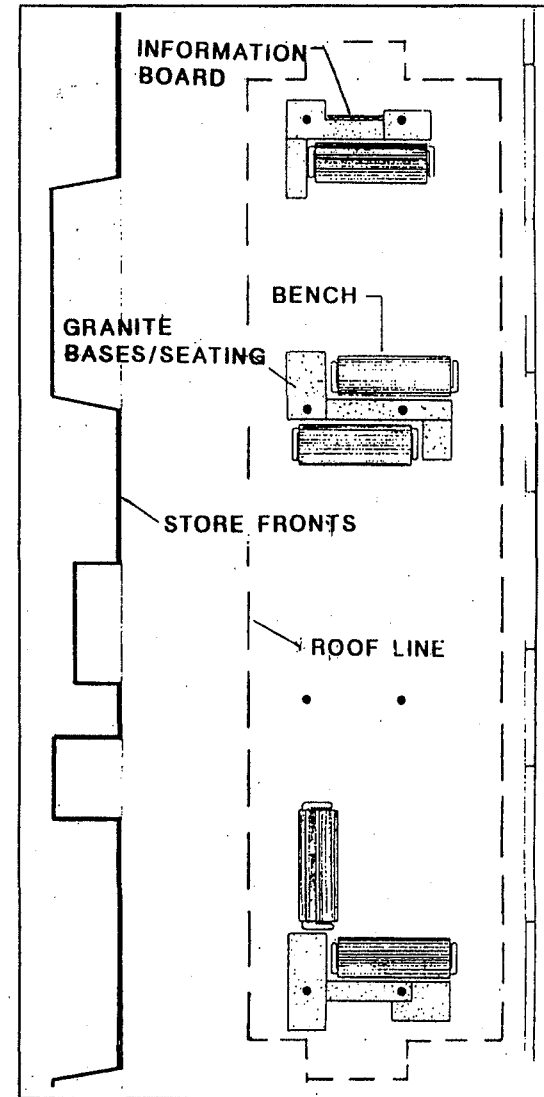 INFORMATION
BOARD
BENCH
GRANITE
BASES/SEATING
STORE FRONTS
ROOF LINE